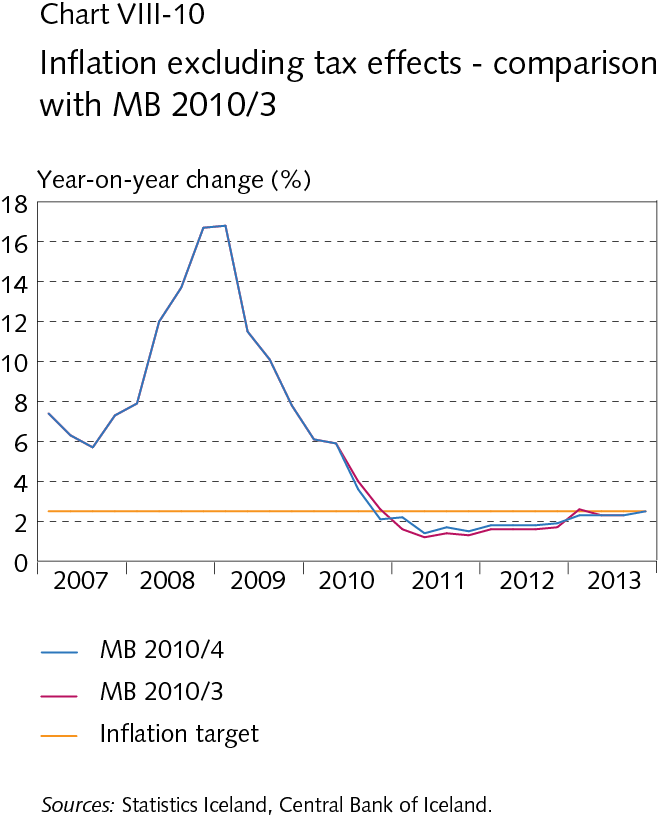 Chart VIII-10
Inflation excluding tax effects - comparison
with MB 2010/3
Year-on-year change (%)
18
16
14
12
10
8
6
4
2
0
2007 2008 2009 2010 2011 2012 2013
MB 2010/4
MB 2010/3
Inflation target
Sources: Statistics Iceland, Central Bank of Iceland.